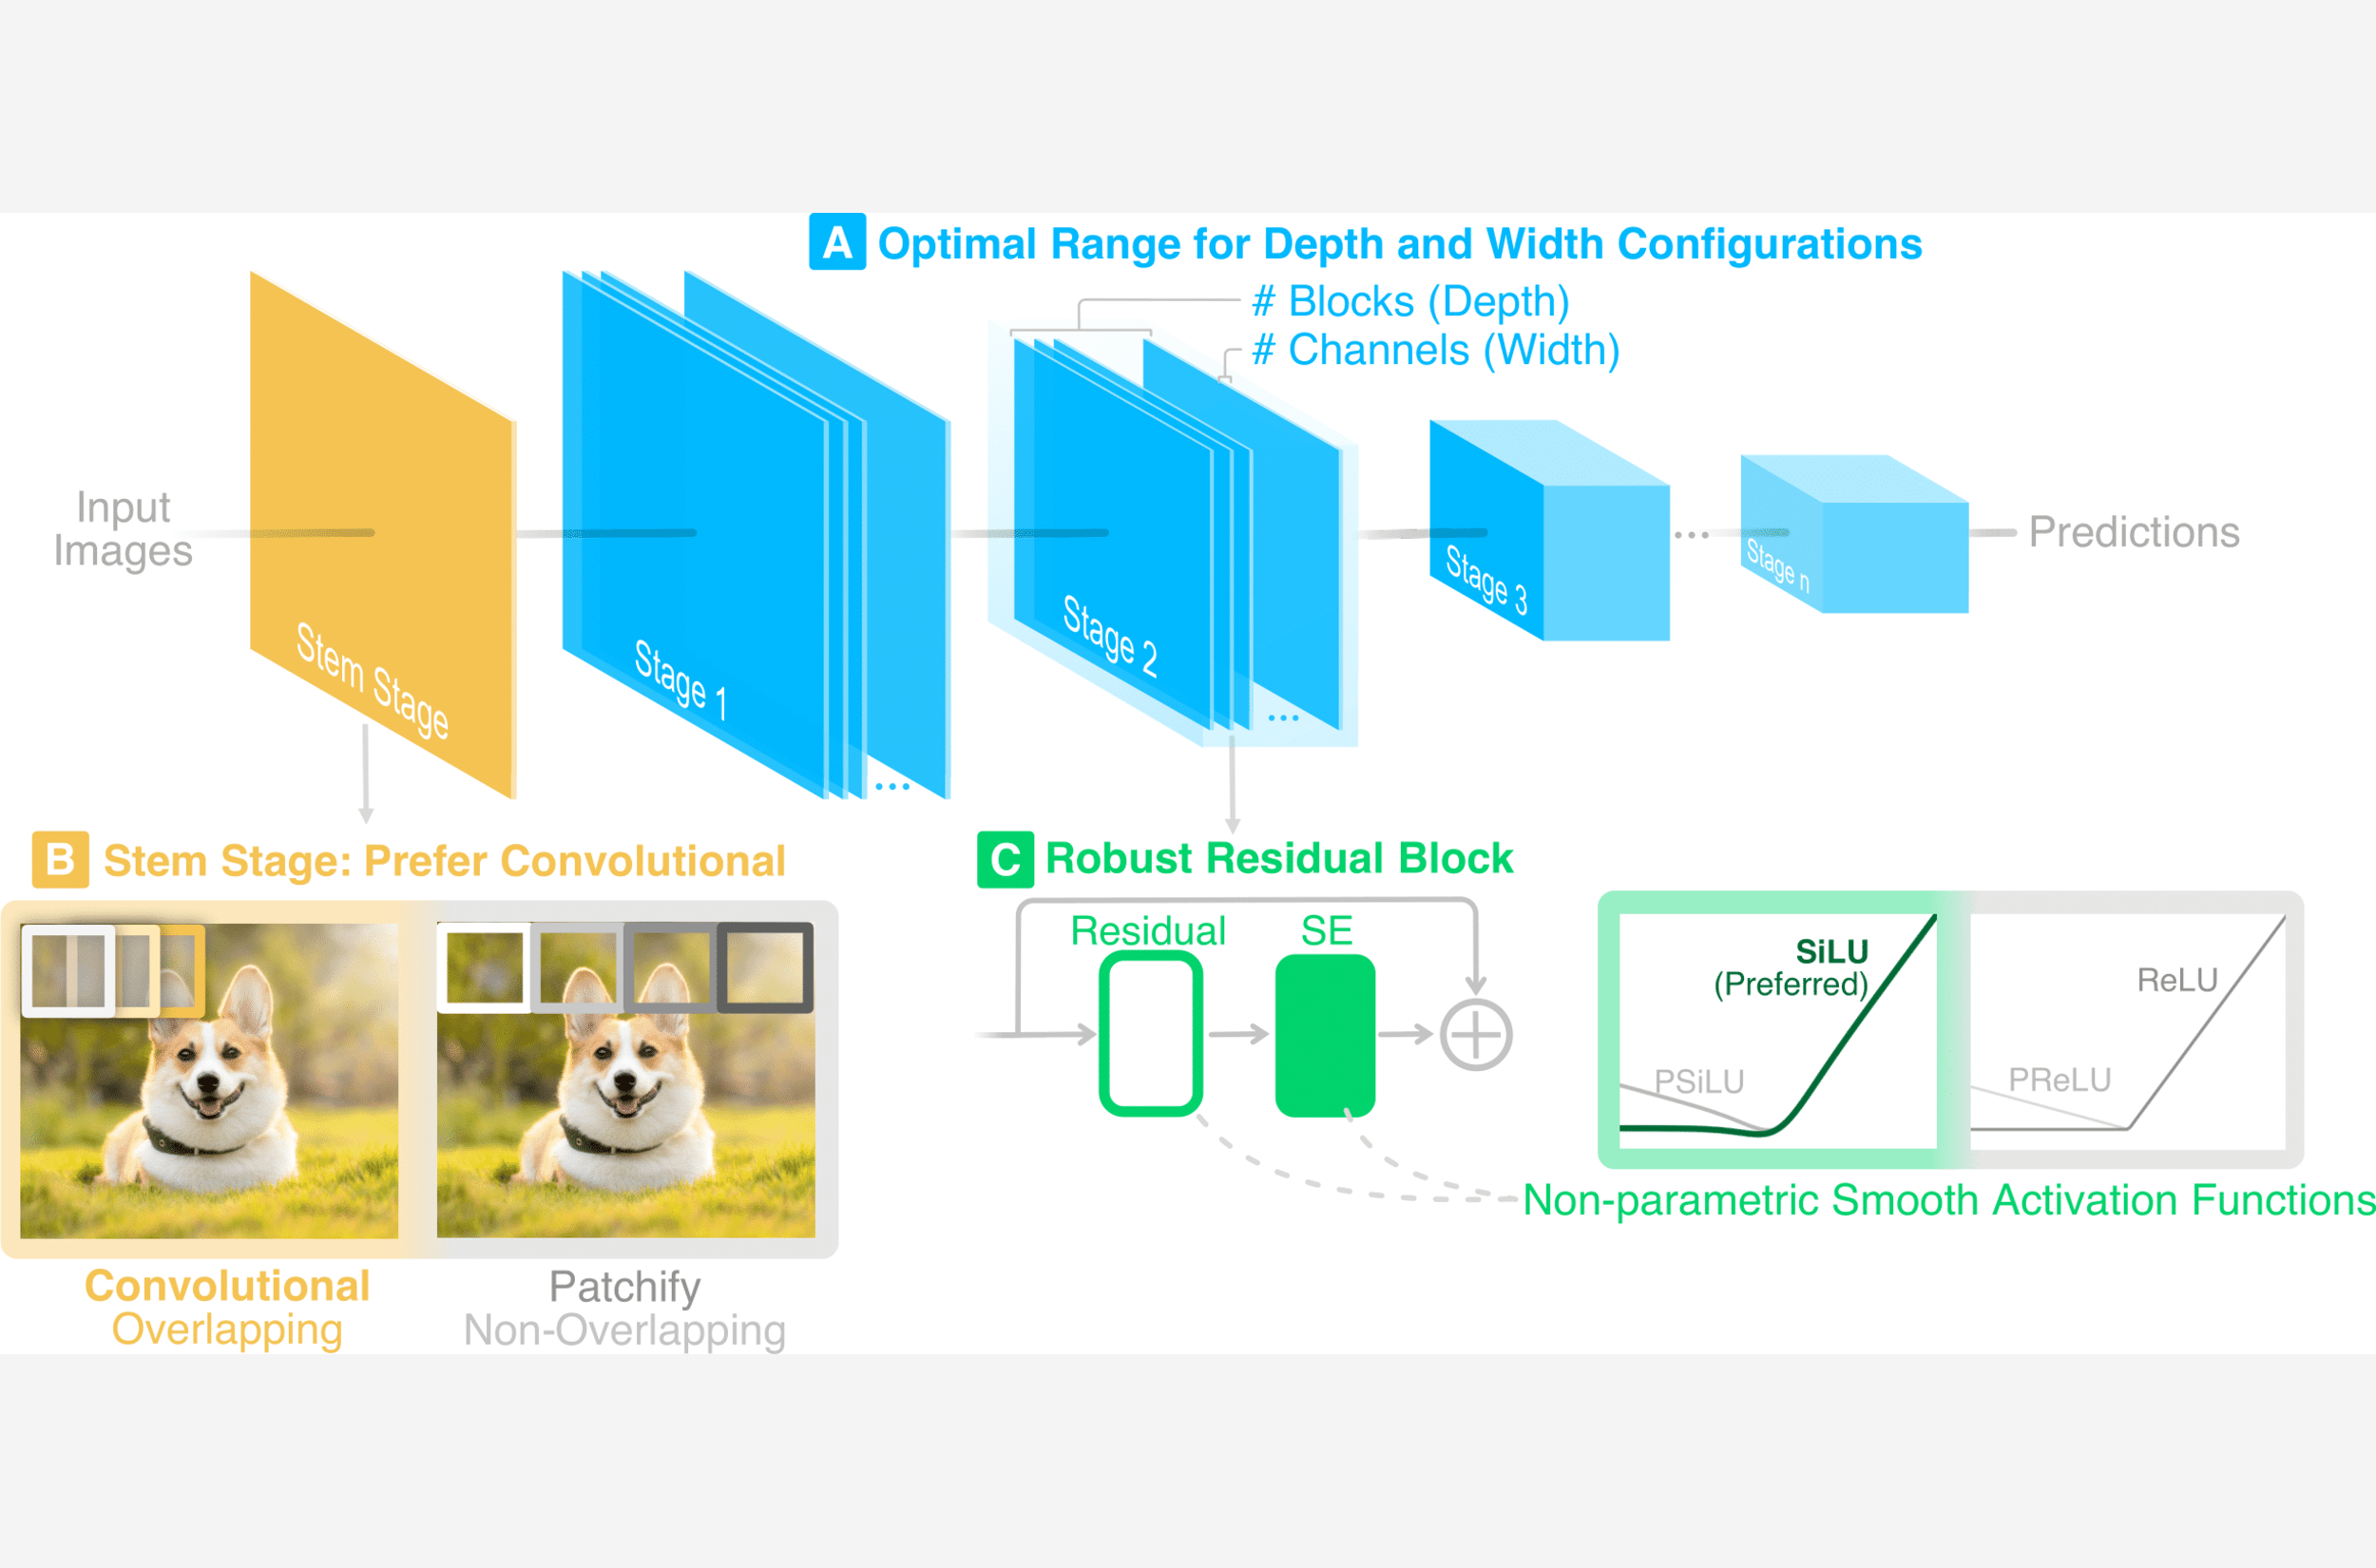 A Optimal Range for Depth and Width Configurations
# Blocks (Depth)
# Channels (Width)
Input
Images
Stem Stage
Stage 1
...
Stage 2
...
Stage 3
...
Stage n
Predictions
B Stem Stage: Prefer Convolutional
Convolutional
Overlapping
Patchify
Non-Overlapping
C Robust Residual Block
Residual
SE
SiLU
(Preferred)
PSiLU
ReLU
PReLU
Non-parametric Smooth Activation Functions